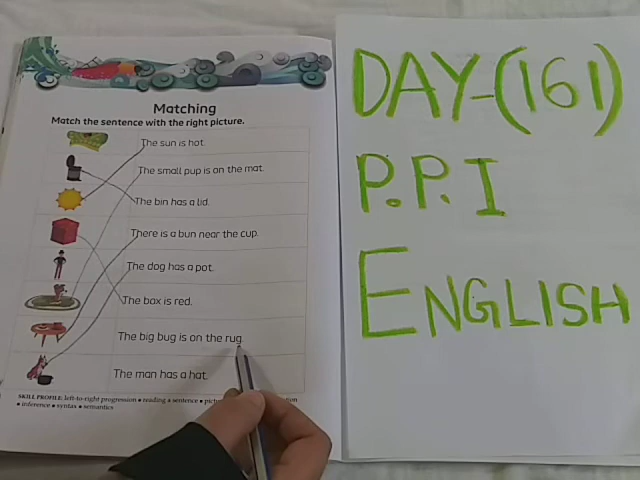 Matching
Match the sentence with the right picture.
The sun is hot.
The small pup is on the mat.
The bin has a lid.
There is a bun near the cup.
The dog has a pot.
The box is red.
The big bug is on the rug.
The man has a hat.
SKILL PROFILE: left-to-right progression • reading a sentence •
• inference • syntax • semantics
DAY-(161)
P.P.I
ENGLISH